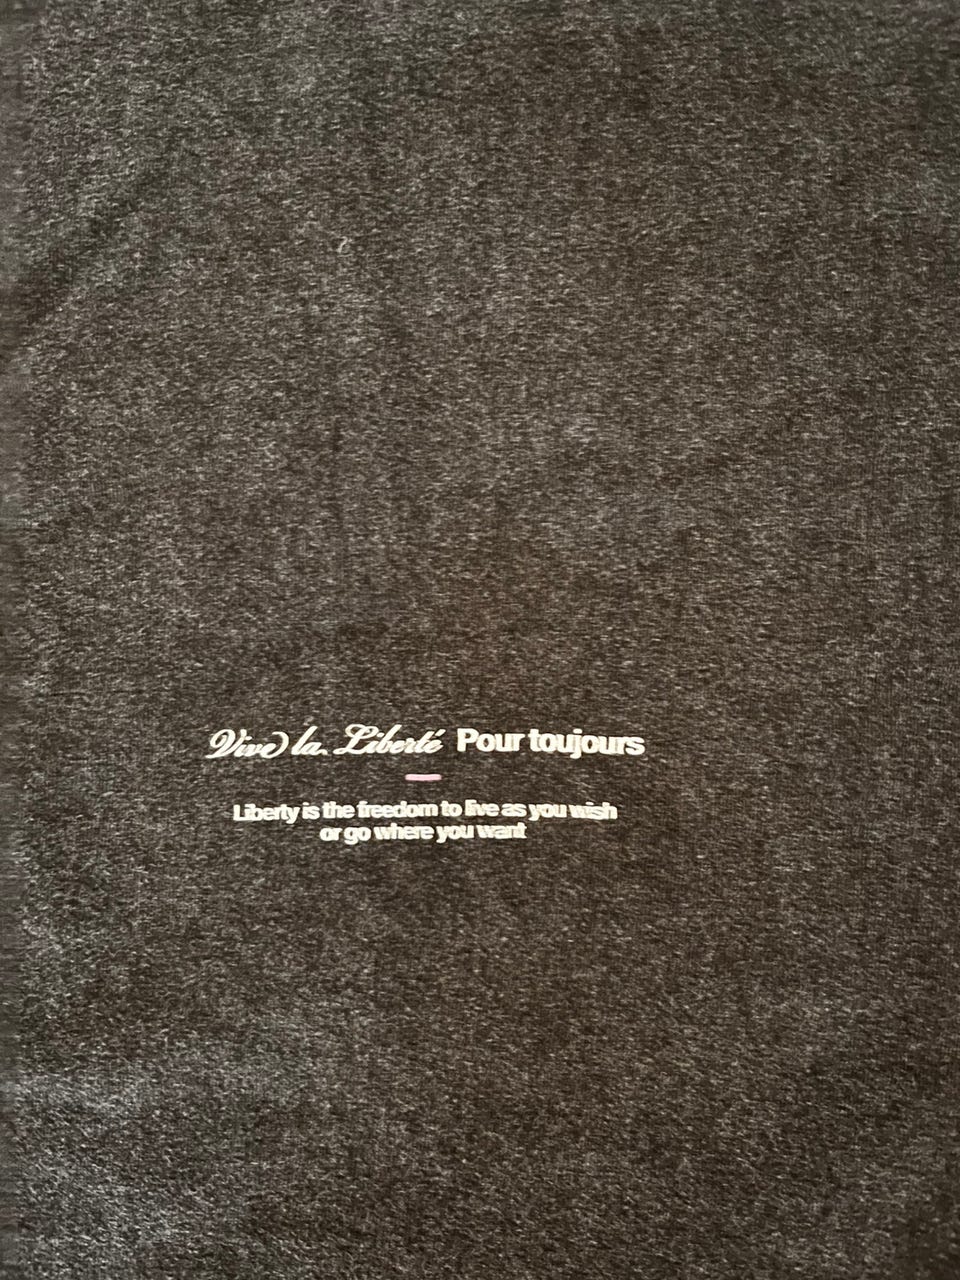 Vive la Liberté Pour toujours
Liberty is the freedom to live as you wish
or go where you want